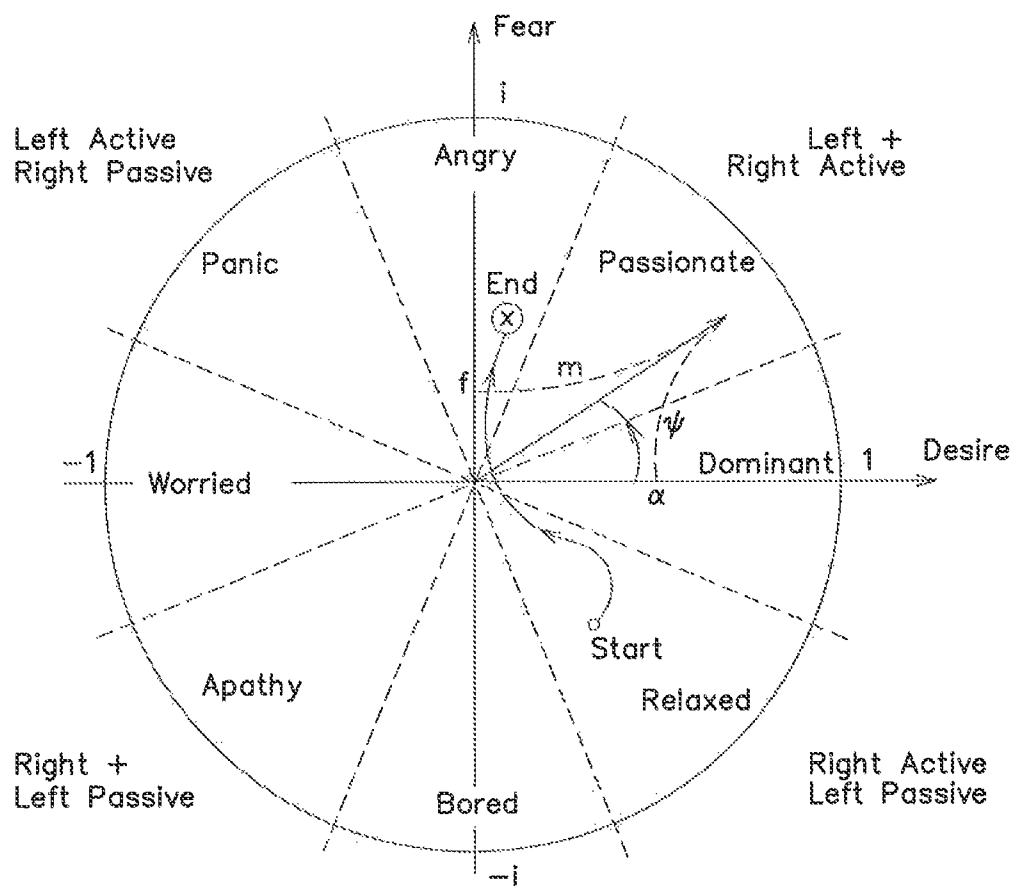 Fear
i
Left Active
Right Passive
Left +
Right Active
Angry
Panic
Passionate
End
x
f
m
ψ
-1
Worried
Dominant
1
Desire
α
Start
Apathy
Relaxed
Right +
Left Passive
Right Active
Left Passive
Bored
-i